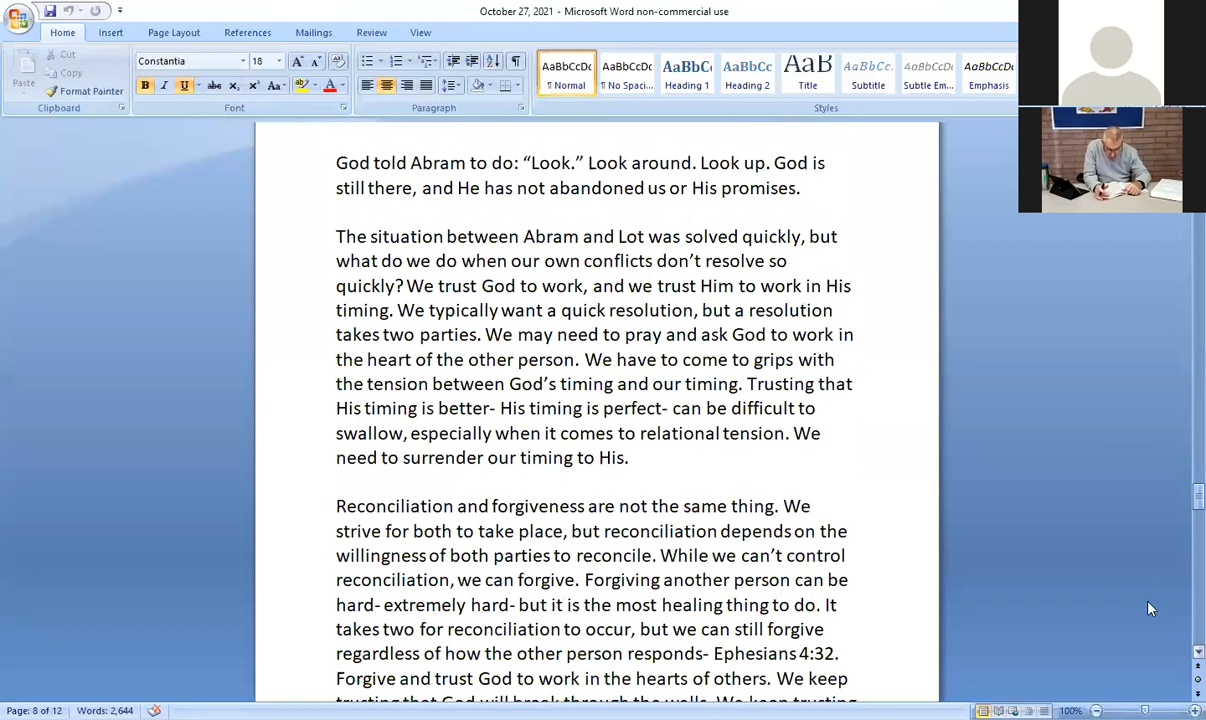 October 27, 2021 - Microsoft Word non-commercial use
Home Insert Page Layout References Mailings Review View
Cut
Copy
Paste
Format Painter
Constantia 18
AaBbCcDc AaBbCcDc AaBbC AaBbCc AaB AaBbCcL AaBbCcDc AaBbCcDc
¶ Normal ¶ No Spaci... Heading 1 Heading 2 Title Subtitle Subtle Em... Emphasis
Clipboard Font Paragraph Styles
God told Abram to do: “Look.” Look around. Look up. God is
still there, and He has not abandoned us or His promises.
The situation between Abram and Lot was solved quickly, but
what do we do when our own conflicts don’t resolve so
quickly? We trust God to work, and we trust Him to work in His
timing. We typically want a quick resolution, but a resolution
takes two parties. We may need to pray and ask God to work in
the heart of the other person. We have to come to grips with
the tension between God’s timing and our timing. Trusting that
His timing is better- His timing is perfect- can be difficult to
swallow, especially when it comes to relational tension. We
need to surrender our timing to His.
Reconciliation and forgiveness are not the same thing. We
strive for both to take place, but reconciliation depends on the
willingness of both parties to reconcile. While we can’t control
reconciliation, we can forgive. Forgiving another person can be
hard- extremely hard- but it is the most healing thing to do. It
takes two for reconciliation to occur, but we can still forgive
regardless of how the other person responds- Ephesians 4:32.
Forgive and trust God to work in the hearts of others. We keep
trusting that God will break through the walls. We keep trusting
Page: 8 of 12 Words: 2,644 100%